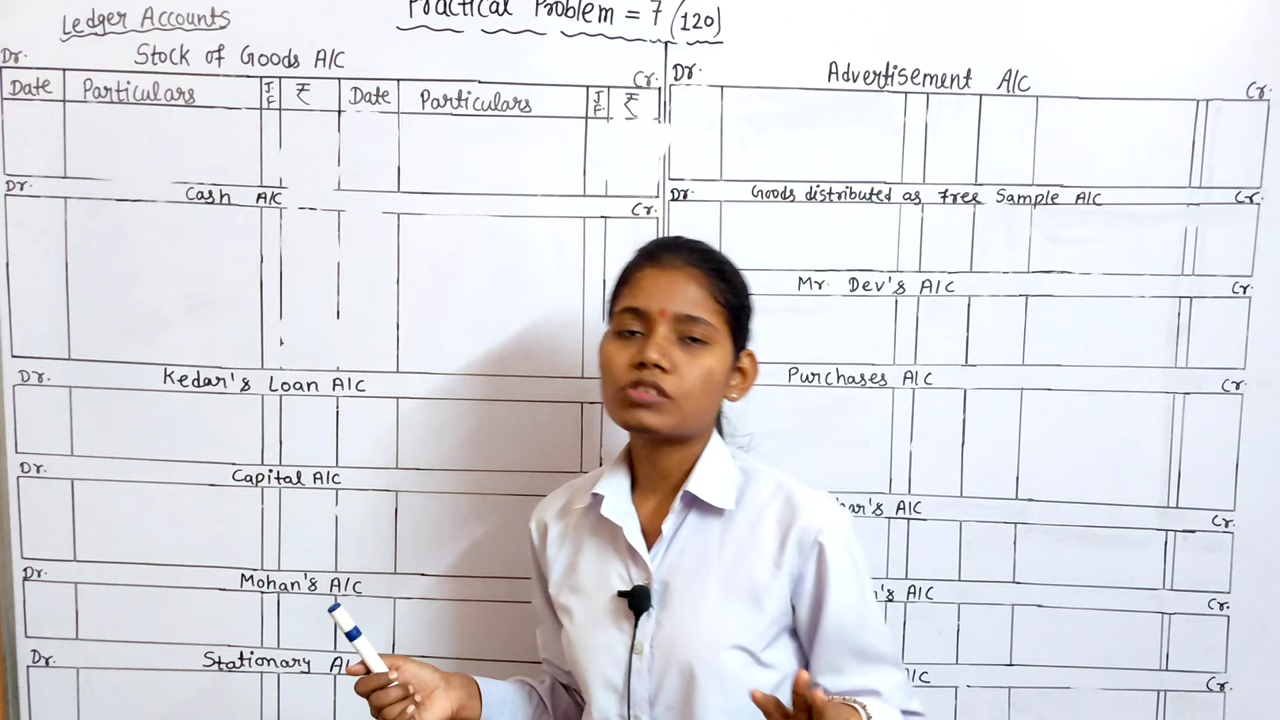 Practical Problem = 7 (120)
Ledger Accounts
Dr. Stock of Goods A/C Cr.
Date Particulars J.F ₹ Date Particulars J.F ₹
Dr. Cash A/C Cr.
Dr. Kedar's Loan A/C
Dr. Capital A/C
Dr. Mohan's A/C
Dr. Stationary A/
Dr. Advertisement A/C Cr.
Dr. Goods distributed as free Sample A/C Cr.
Mr. Dev's A/C Cr.
Purchases A/C Cr.
A/C Cr.
's A/C Cr.
/C Cr.